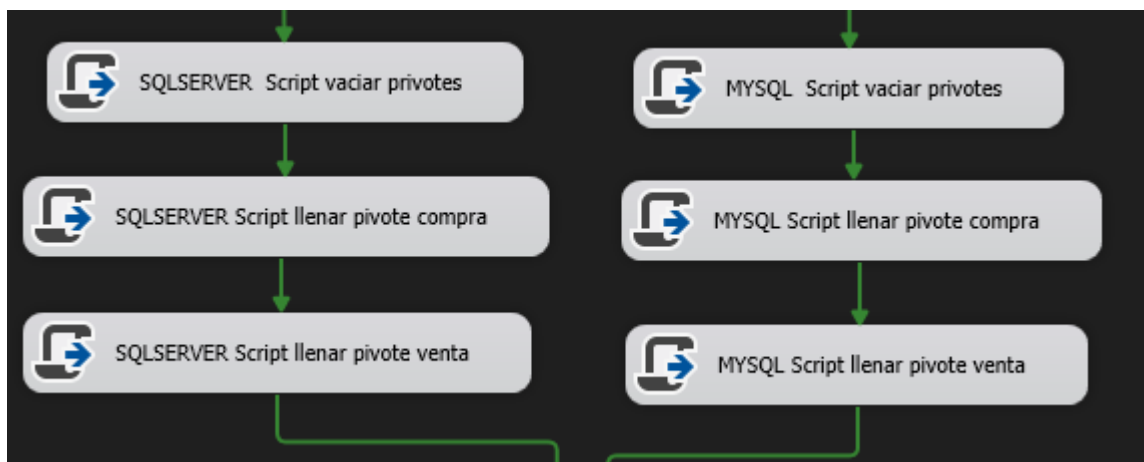 SQLSERVER  Script vaciar privotes
MYSQL  Script vaciar privotes
SQLSERVER Script llenar pivote compra
MYSQL Script llenar pivote compra
SQLSERVER Script llenar pivote venta
MYSQL Script llenar pivote venta